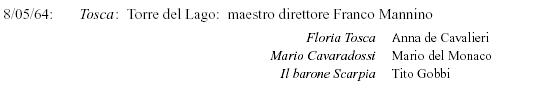 8/05/64: Tosca: Torre del Lago: maestro direttore Franco Mannino
Floria Tosca Anna de Cavalieri
Mario Cavaradossi Mario del Monaco
Il barone Scarpia Tito Gobbi